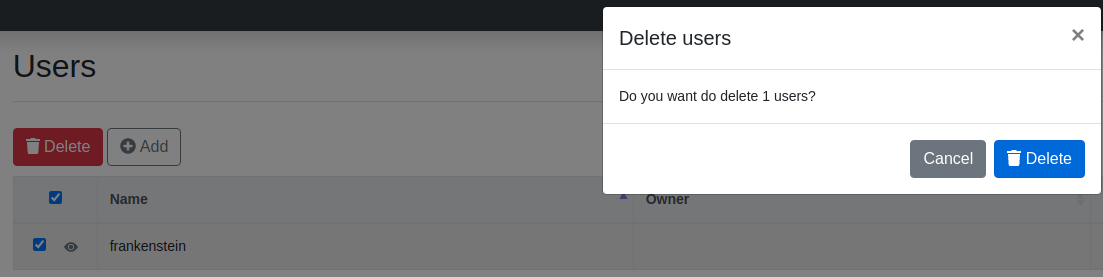 Delete users
×
Users
Do you want do delete 1 users?
Delete
Add
Cancel
Delete
Name
Owner
frankenstein